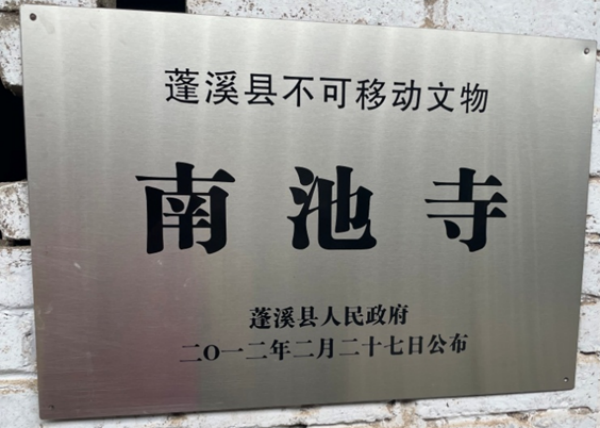 蓬溪县不可移动文物
南池寺
蓬溪县人民政府
二O一二年二月二十七日公布